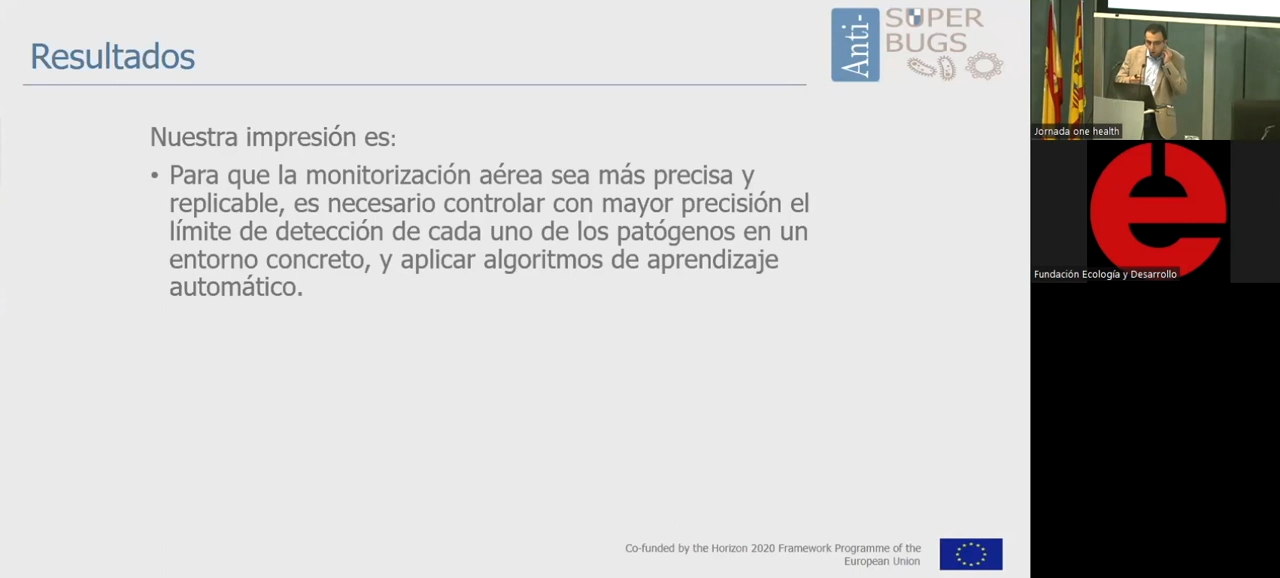 Resultados
Anti-
SUPER
BUGS
Nuestra impresión es:
• Para que la monitorización aérea sea más precisa y
replicable, es necesario controlar con mayor precisión el
límite de detección de cada uno de los patógenos en un
entorno concreto, y aplicar algoritmos de aprendizaje
automático.
Co-funded by the Horizon 2020 Framework Programme of the
European Union
Jornada one health
e
Fundación Ecología y Desarrollo